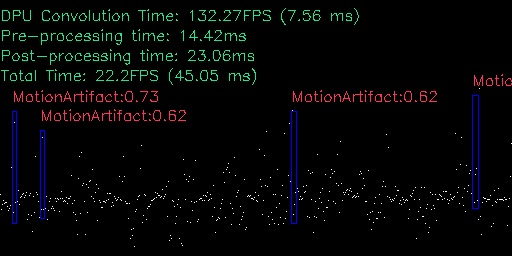 DPU Convolution Time: 132.27FPS (7.56 ms)
Pre-processing time: 14.42ms
Post-processing time: 23.06ms
Total Time: 22.2FPS (45.05 ms)
MotionArtifact:0.73
MotionArtifact:0.62
MotionArtifact:0.62
Motio